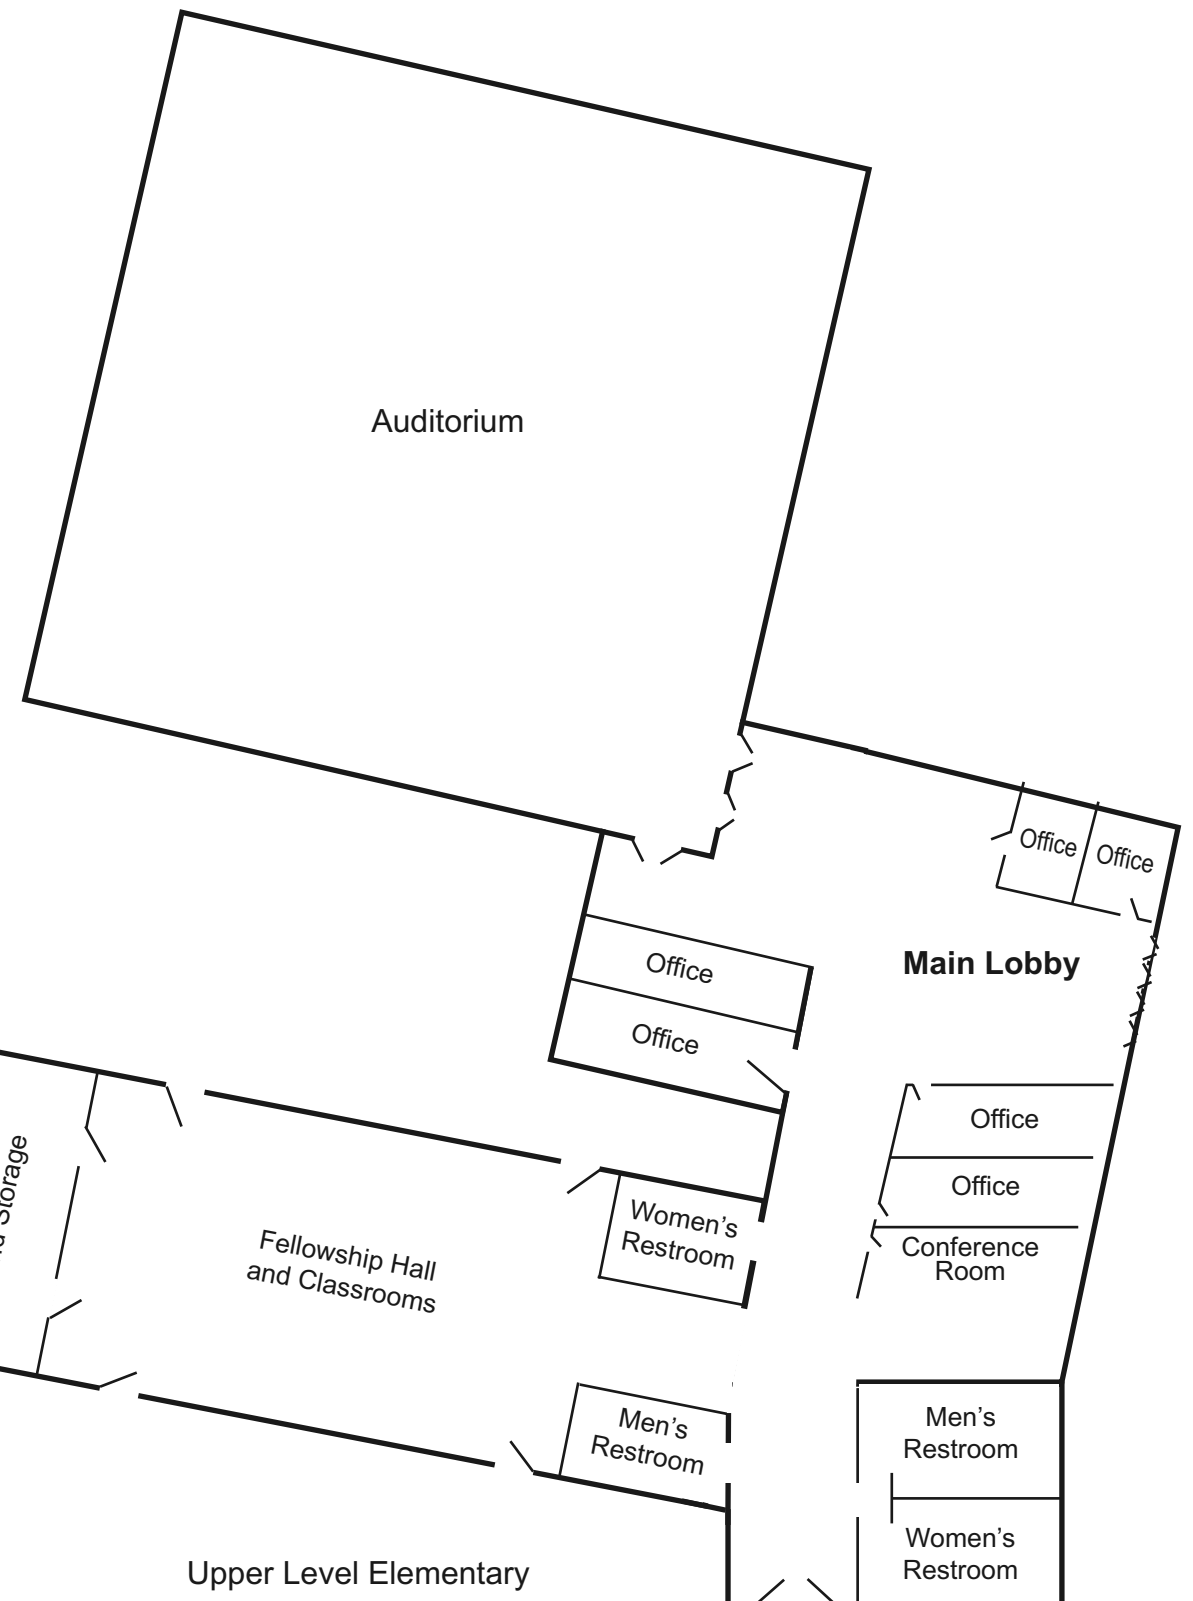 Auditorium
Office
Office
Main Lobby
Office
Office
Office
Office
Conference
Room
Storage
Women's
Restroom
Fellowship Hall
and Classrooms
Men's
Restroom
Men's
Restroom
Women's
Restroom
Upper Level Elementary